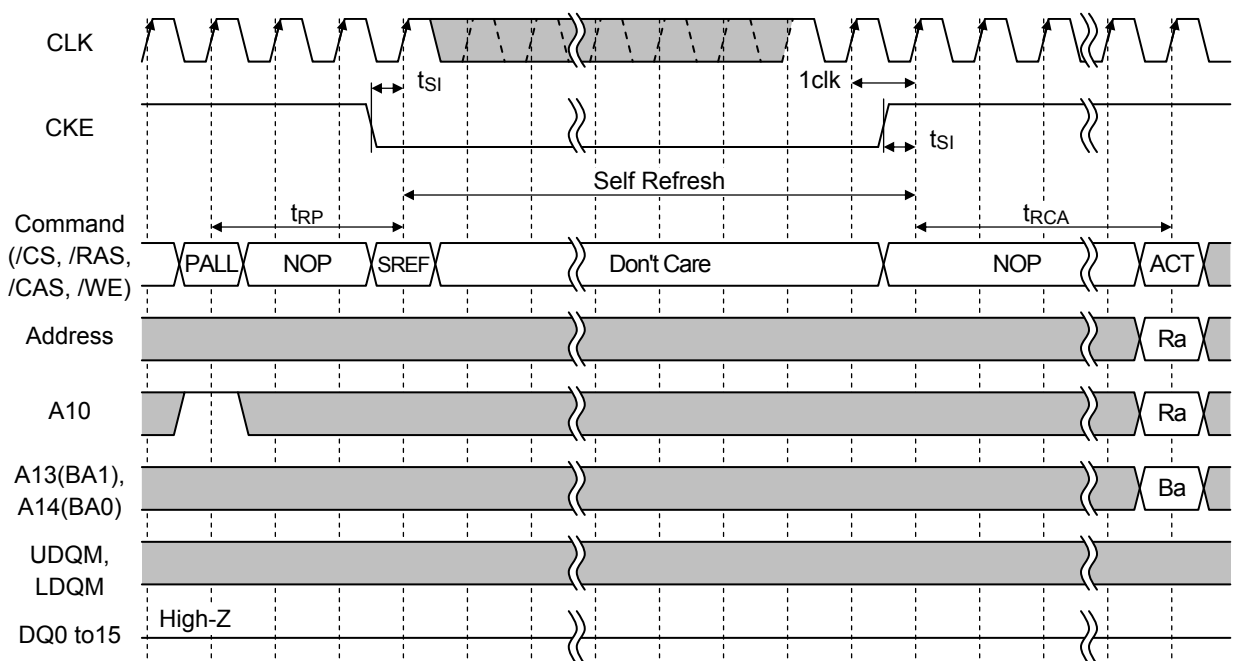 CLK
tSI
1clk
CKE
tSI
Self Refresh
tRP
tRCA
Command
(/CS, /RAS,
/CAS, /WE)
PALL NOP SREF Don't Care NOP ACT
Address
Ra
A10
Ra
A13(BA1),
A14(BA0)
Ba
UDQM,
LDQM
High-Z
DQ0 to15